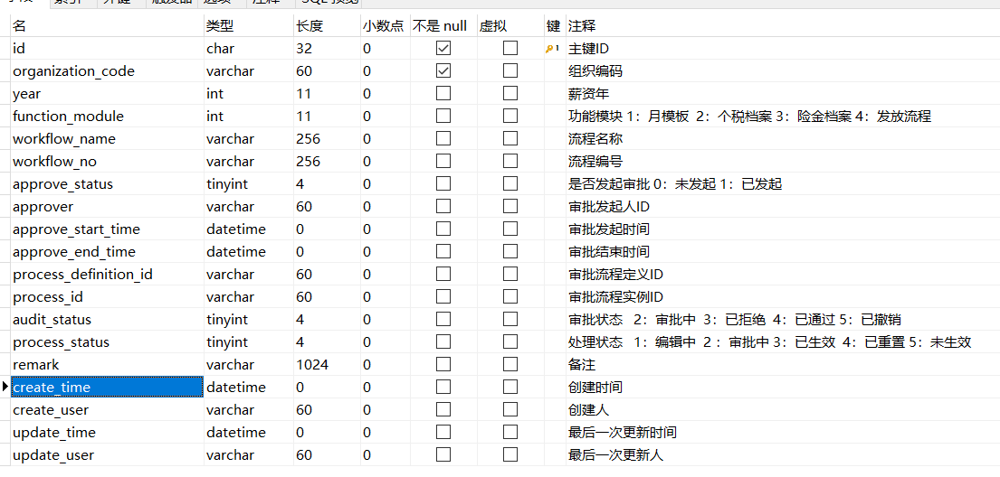 名 类型 长度 小数点 不是 null 虚拟 键 注释
id char 32 0 1 主键ID
organization_code varchar 60 0 组织编码
year int 11 0 薪资年
function_module int 11 0 功能模块 1：月模板 2：个税档案 3：险金档案 4：发放流程
workflow_name varchar 256 0 流程名称
workflow_no varchar 256 0 流程编号
approve_status tinyint 4 0 是否发起审批 0：未发起 1：已发起
approver varchar 60 0 审批发起人ID
approve_start_time datetime 0 0 审批发起时间
approve_end_time datetime 0 0 审批结束时间
process_definition_id varchar 60 0 审批流程定义ID
process_id varchar 60 0 审批流程实例ID
audit_status tinyint 4 0 审批状态 2：审批中 3：已拒绝 4：已通过 5：已撤销
process_status tinyint 4 0 处理状态 1：编辑中 2 ：审批中 3：已生效 4：已重置 5：未生效
remark varchar 1024 0 备注
create_time datetime 0 0 创建时间
create_user varchar 60 0 创建人
update_time datetime 0 0 最后一次更新时间
update_user varchar 60 0 最后一次更新人